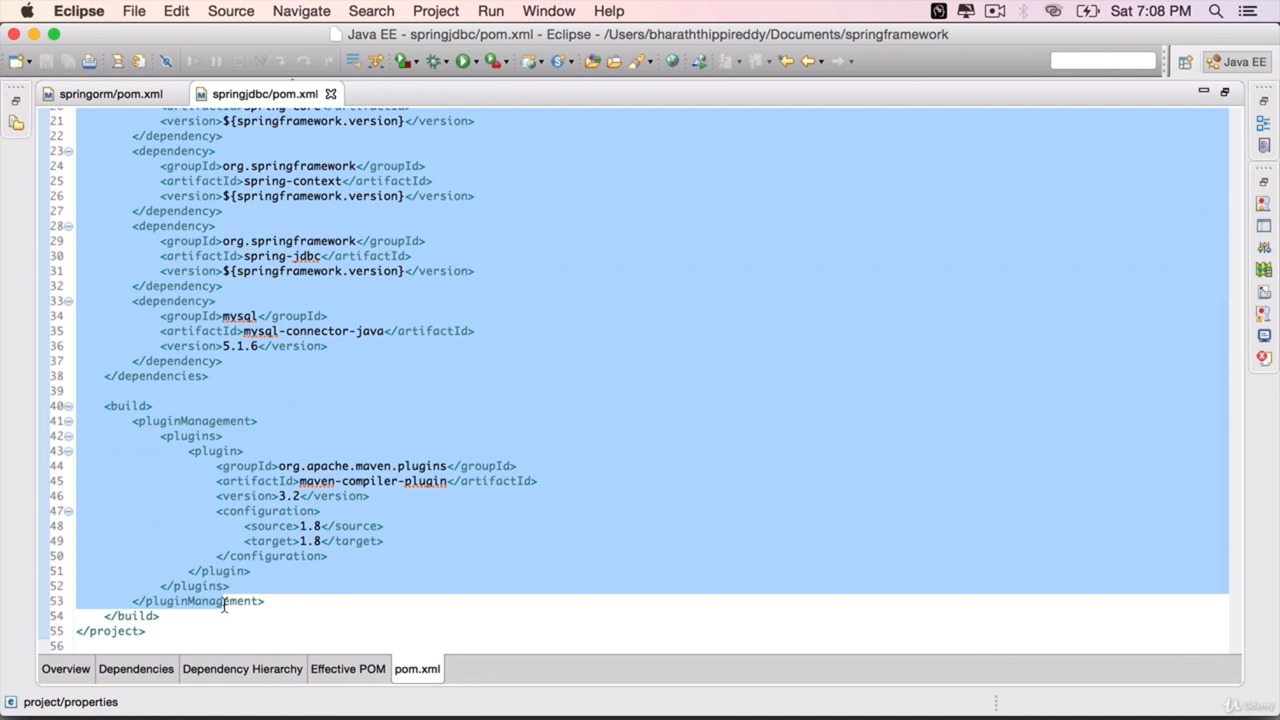 Eclipse File Edit Source Navigate Search Project Run Window Help Sat 7:08 PM
Java EE - springjdbc/pom.xml - Eclipse - /Users/bharaththippireddy/Documents/springframework
Java EE
springorm/pom.xml springjdbc/pom.xml
20 <artifactId>spring-core</artifactId>
21 <version>${springframework.version}</version>
22 </dependency>
23 <dependency>
24 <groupId>org.springframework</groupId>
25 <artifactId>spring-context</artifactId>
26 <version>${springframework.version}</version>
27 </dependency>
28 <dependency>
29 <groupId>org.springframework</groupId>
30 <artifactId>spring-jdbc</artifactId>
31 <version>${springframework.version}</version>
32 </dependency>
33 <dependency>
34 <groupId>mysql</groupId>
35 <artifactId>mysql-connector-java</artifactId>
36 <version>5.1.6</version>
37 </dependency>
38 </dependencies>
39
40 <build>
41 <pluginManagement>
42 <plugins>
43 <plugin>
44 <groupId>org.apache.maven.plugins</groupId>
45 <artifactId>maven-compiler-plugin</artifactId>
46 <version>3.2</version>
47 <configuration>
48 <source>1.8</source>
49 <target>1.8</target>
50 </configuration>
51 </plugin>
52 </plugins>
53 </pluginManagement>
54 </build>
55 </project>
56
Overview Dependencies Dependency Hierarchy Effective POM pom.xml
project/properties
Udemy